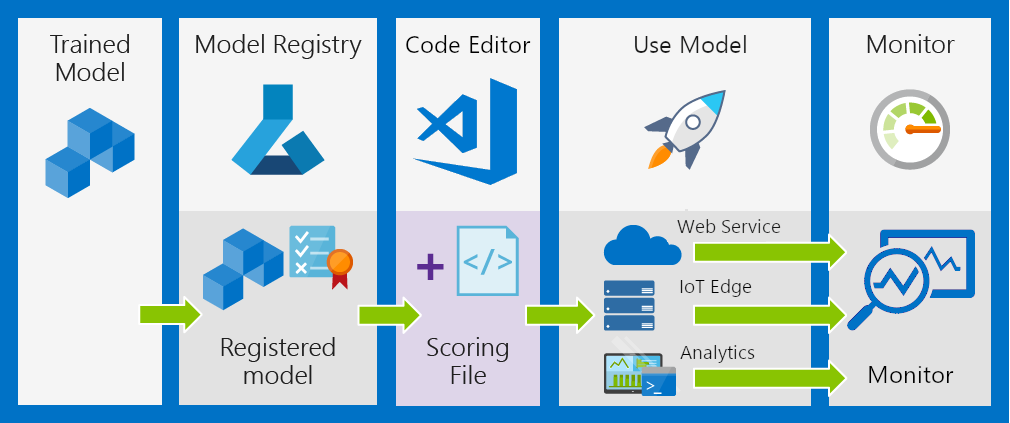 Trained
Model
Model Registry
Code Editor
Use Model
Monitor
Registered
model
+
</>
Scoring
File
Web Service
IoT Edge
Analytics
>_
Monitor